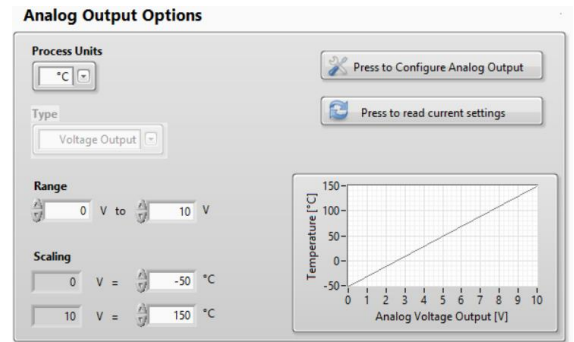 Analog Output Options
Process Units
°C
Press to Configure Analog Output
Type
Voltage Output
Press to read current settings
Range
0 V to 10 V
Scaling
0 V = -50 °C
10 V = 150 °C
Temperature [°C]
150
100
50
0
-50
0 1 2 3 4 5 6 7 8 9 10
Analog Voltage Output [V]